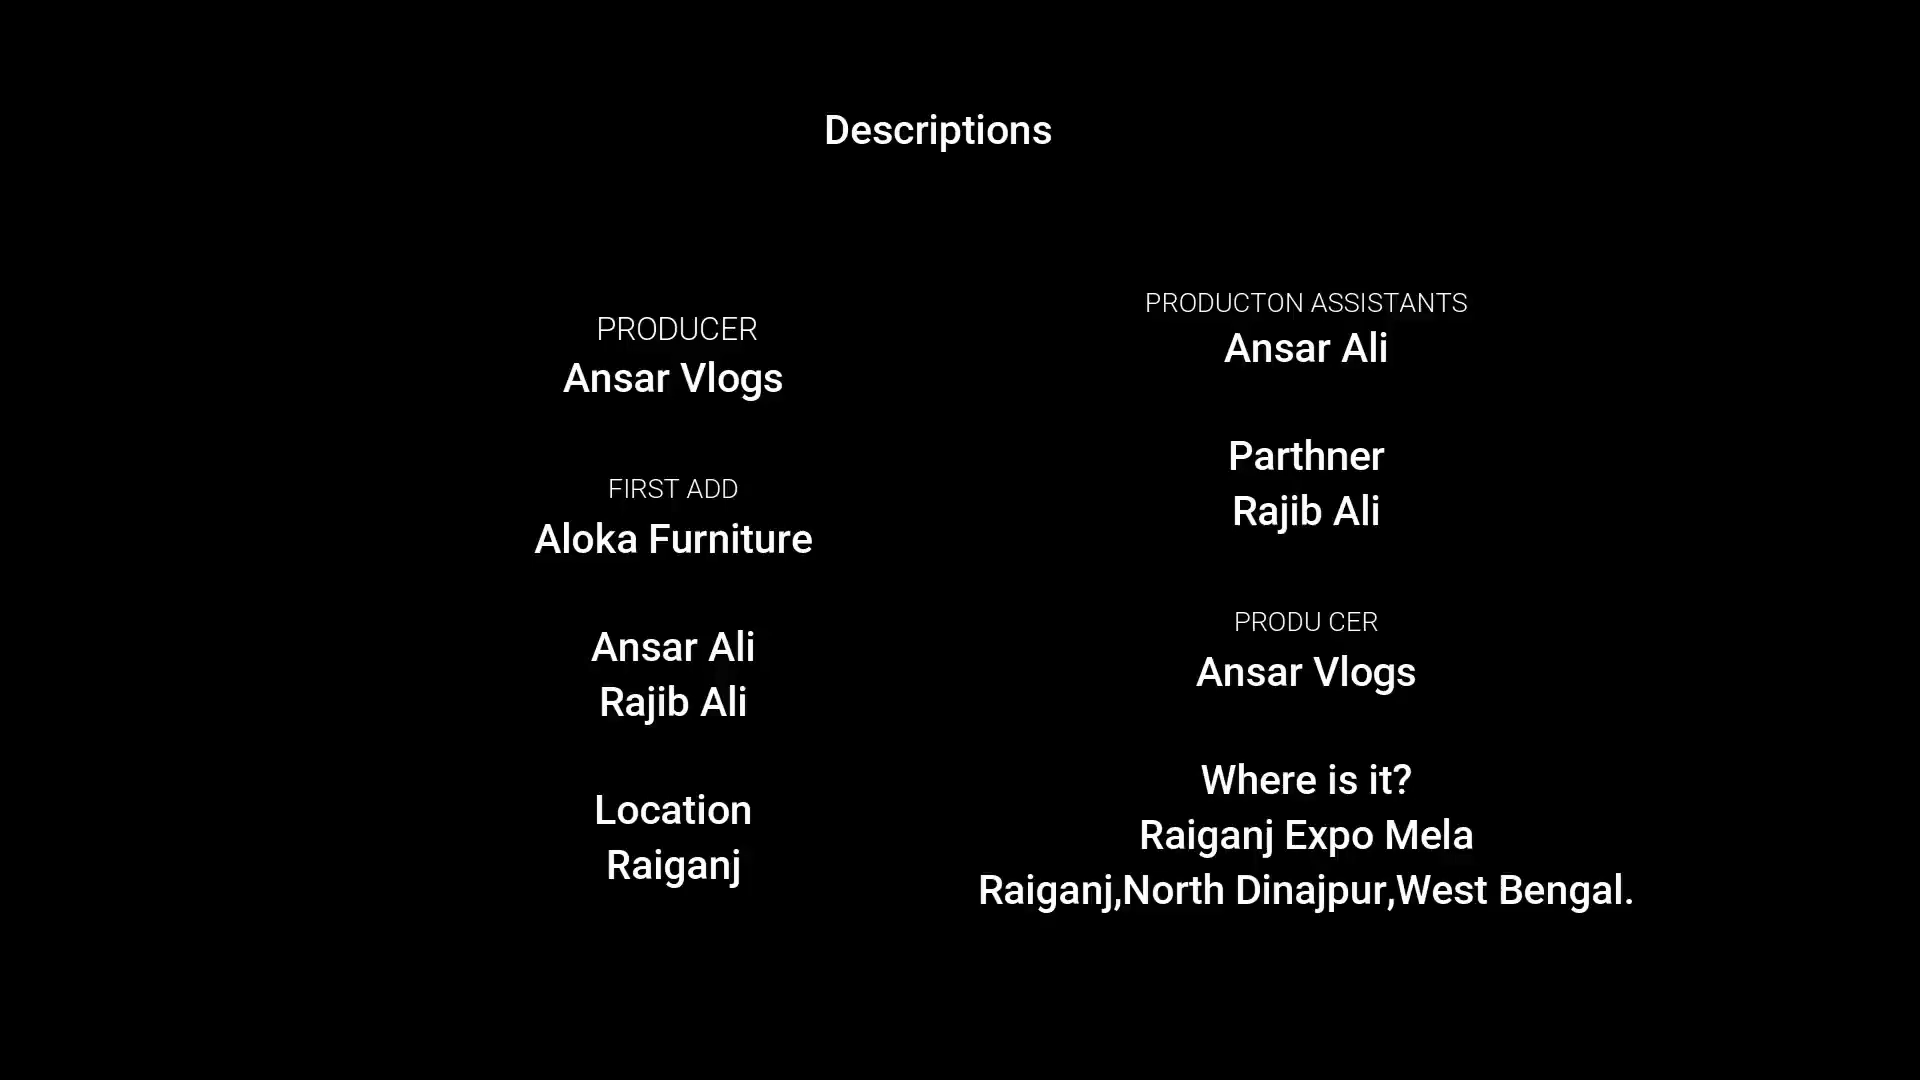 Descriptions
PRODUCER
Ansar Vlogs
FIRST ADD
Aloka Furniture
Ansar Ali
Rajib Ali
Location
Raiganj
PRODUCTON ASSISTANTS
Ansar Ali
Parthner
Rajib Ali
PRODU CER
Ansar Vlogs
Where is it?
Raiganj Expo Mela
Raiganj,North Dinajpur,West Bengal.